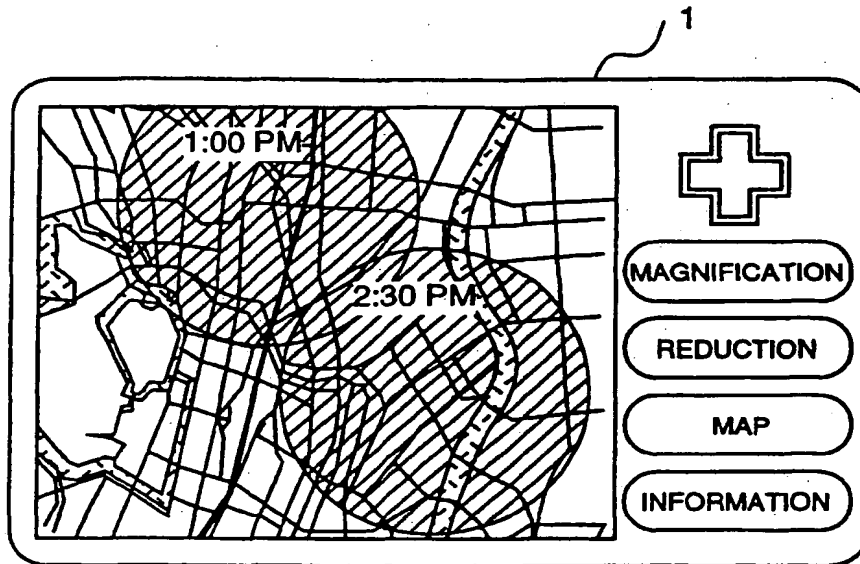 1
1:00 PM
2:30 PM
MAGNIFICATION
REDUCTION
MAP
INFORMATION